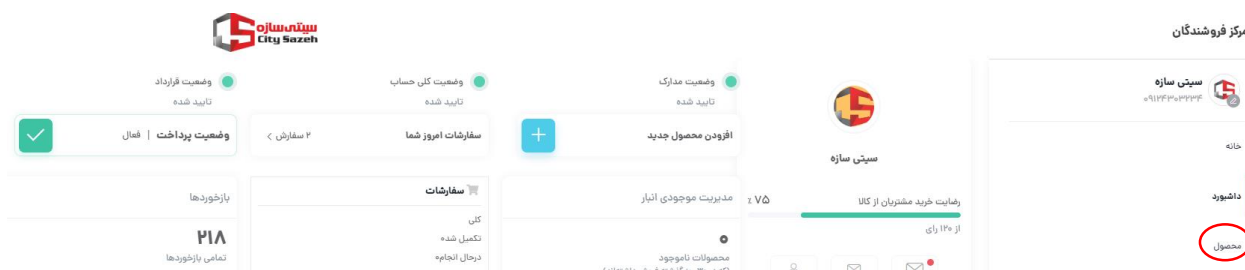 مرکز فروشندگان
سیتی سازه
City Sazeh
سیتی سازه
۰۹۱۲۴۳۰۳۲۳۴
خانه
داشبورد
محصول
سیتی سازه
رضایت خرید مشتریان از کالا
۷۵ ٪
از ۱۲۰ رای
وضعیت مدارک
تایید شده
وضعیت کلی حساب
تایید شده
وضعیت قرارداد
تایید شده
افزودن محصول جدید
سفارشات امروز شما
۲ سفارش
وضعیت پرداخت | فعال
مدیریت موجودی انبار
۰
محصولات ناموجود
سفارشات
کلی
تکمیل شده
درحال انجام
بازخوردها
۲۱۸
تمامی بازخوردها